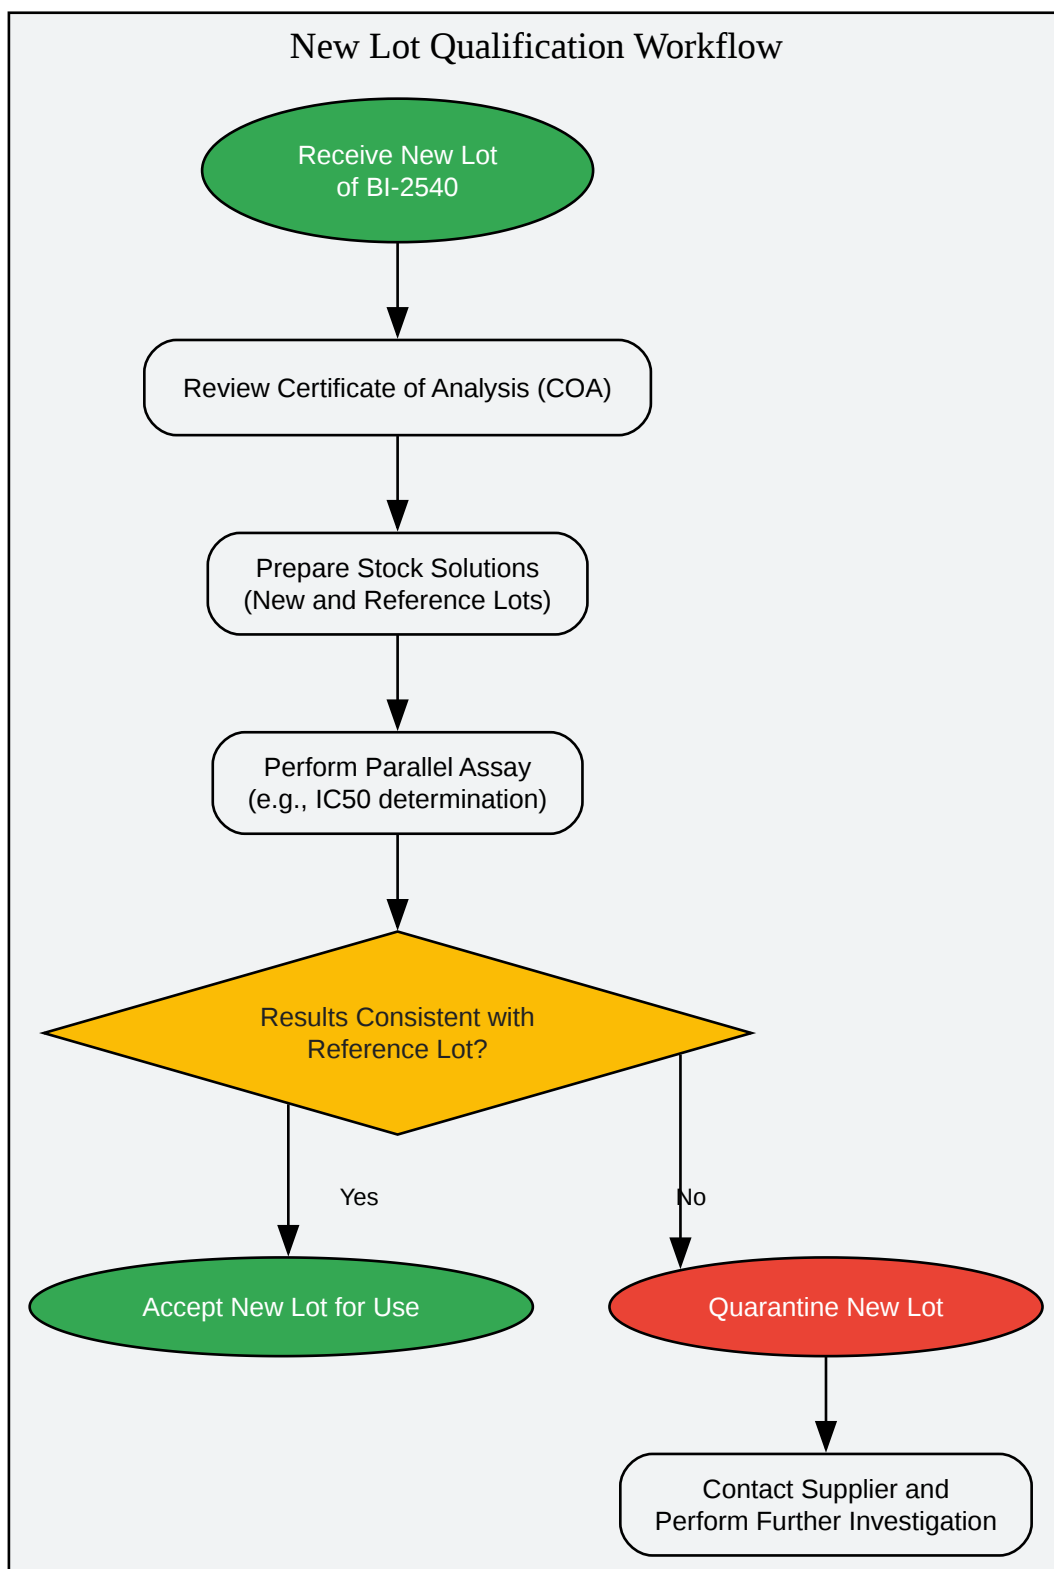 New Lot Qualification Workflow
Receive New Lot
of BI-2540
Review Certificate of Analysis (COA)
Prepare Stock Solutions
(New and Reference Lots)
Perform Parallel Assay
(e.g., IC50 determination)
Results Consistent with
Reference Lot?
Yes
No
Accept New Lot for Use
Quarantine New Lot
Contact Supplier and
Perform Further Investigation